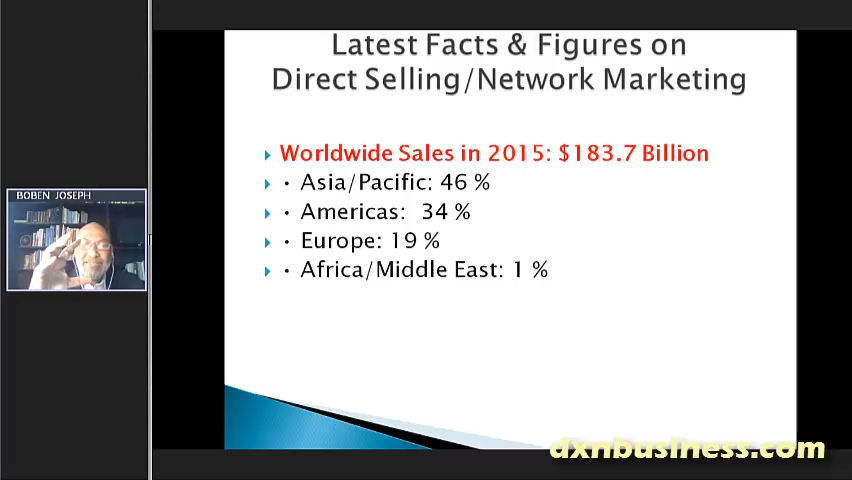 Latest Facts & Figures on
Direct Selling/Network Marketing
Worldwide Sales in 2015: $183.7 Billion
• Asia/Pacific: 46 %
• Americas: 34 %
• Europe: 19 %
• Africa/Middle East: 1 %
BOBEN JOSEPH
dxnbusiness.com